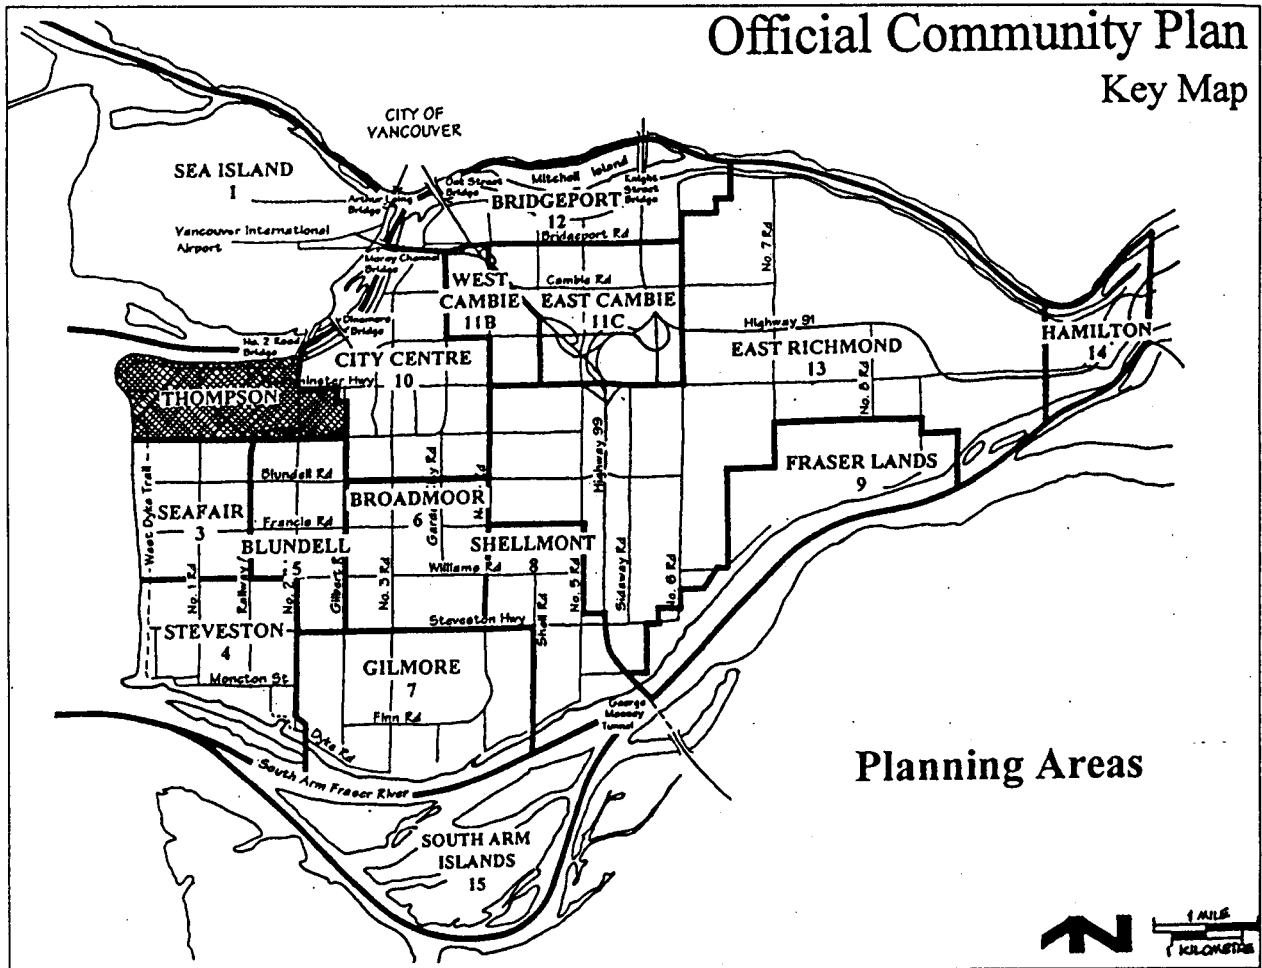 Official Community Plan
Key Map
CITY OF
VANCOUVER
SEA ISLAND
1
Arthur Laing
Bridge
Oak Street
Bridge
Mitchell Island
Knight
Street
Bridge
BRIDGEPORT
12
Bridgeport Rd
Vancouver International
Airport
Moray Channel
Bridge
No. 7 Rd
WEST
CAMBIE
11B
Cambie Rd
EAST CAMBIE
11C
Dinsmore
Bridge
No. 2 Road
Bridge
Highway 91
HAMILTON
14
EAST RICHMOND
13
No. 8 Rd
CITY CENTRE
10
minster Hwy
THOMPSON
Highway 99
FRASER LANDS
9
Blundell Rd
West Dyke Trail
SEAFAIR
3
Francis Rd
BROADMOOR
6
BLUNDELL
5
SHELLMONT
8
Williams Rd
No. 1 Rd
Railway
No. 2
Gilbert R
No. 3 Rd
Shell Rd
No. 5 Rd
Sidaway Rd
No. 6 Rd
STEVESTON
4
Steveston Hwy
GILMORE
7
Moncton St
Finn Rd
Dyke Rd
George
Massey
Tunnel
South Arm Fraser River
Planning Areas
SOUTH ARM
ISLANDS
15
N
1 MILE
1 KILOMETRE